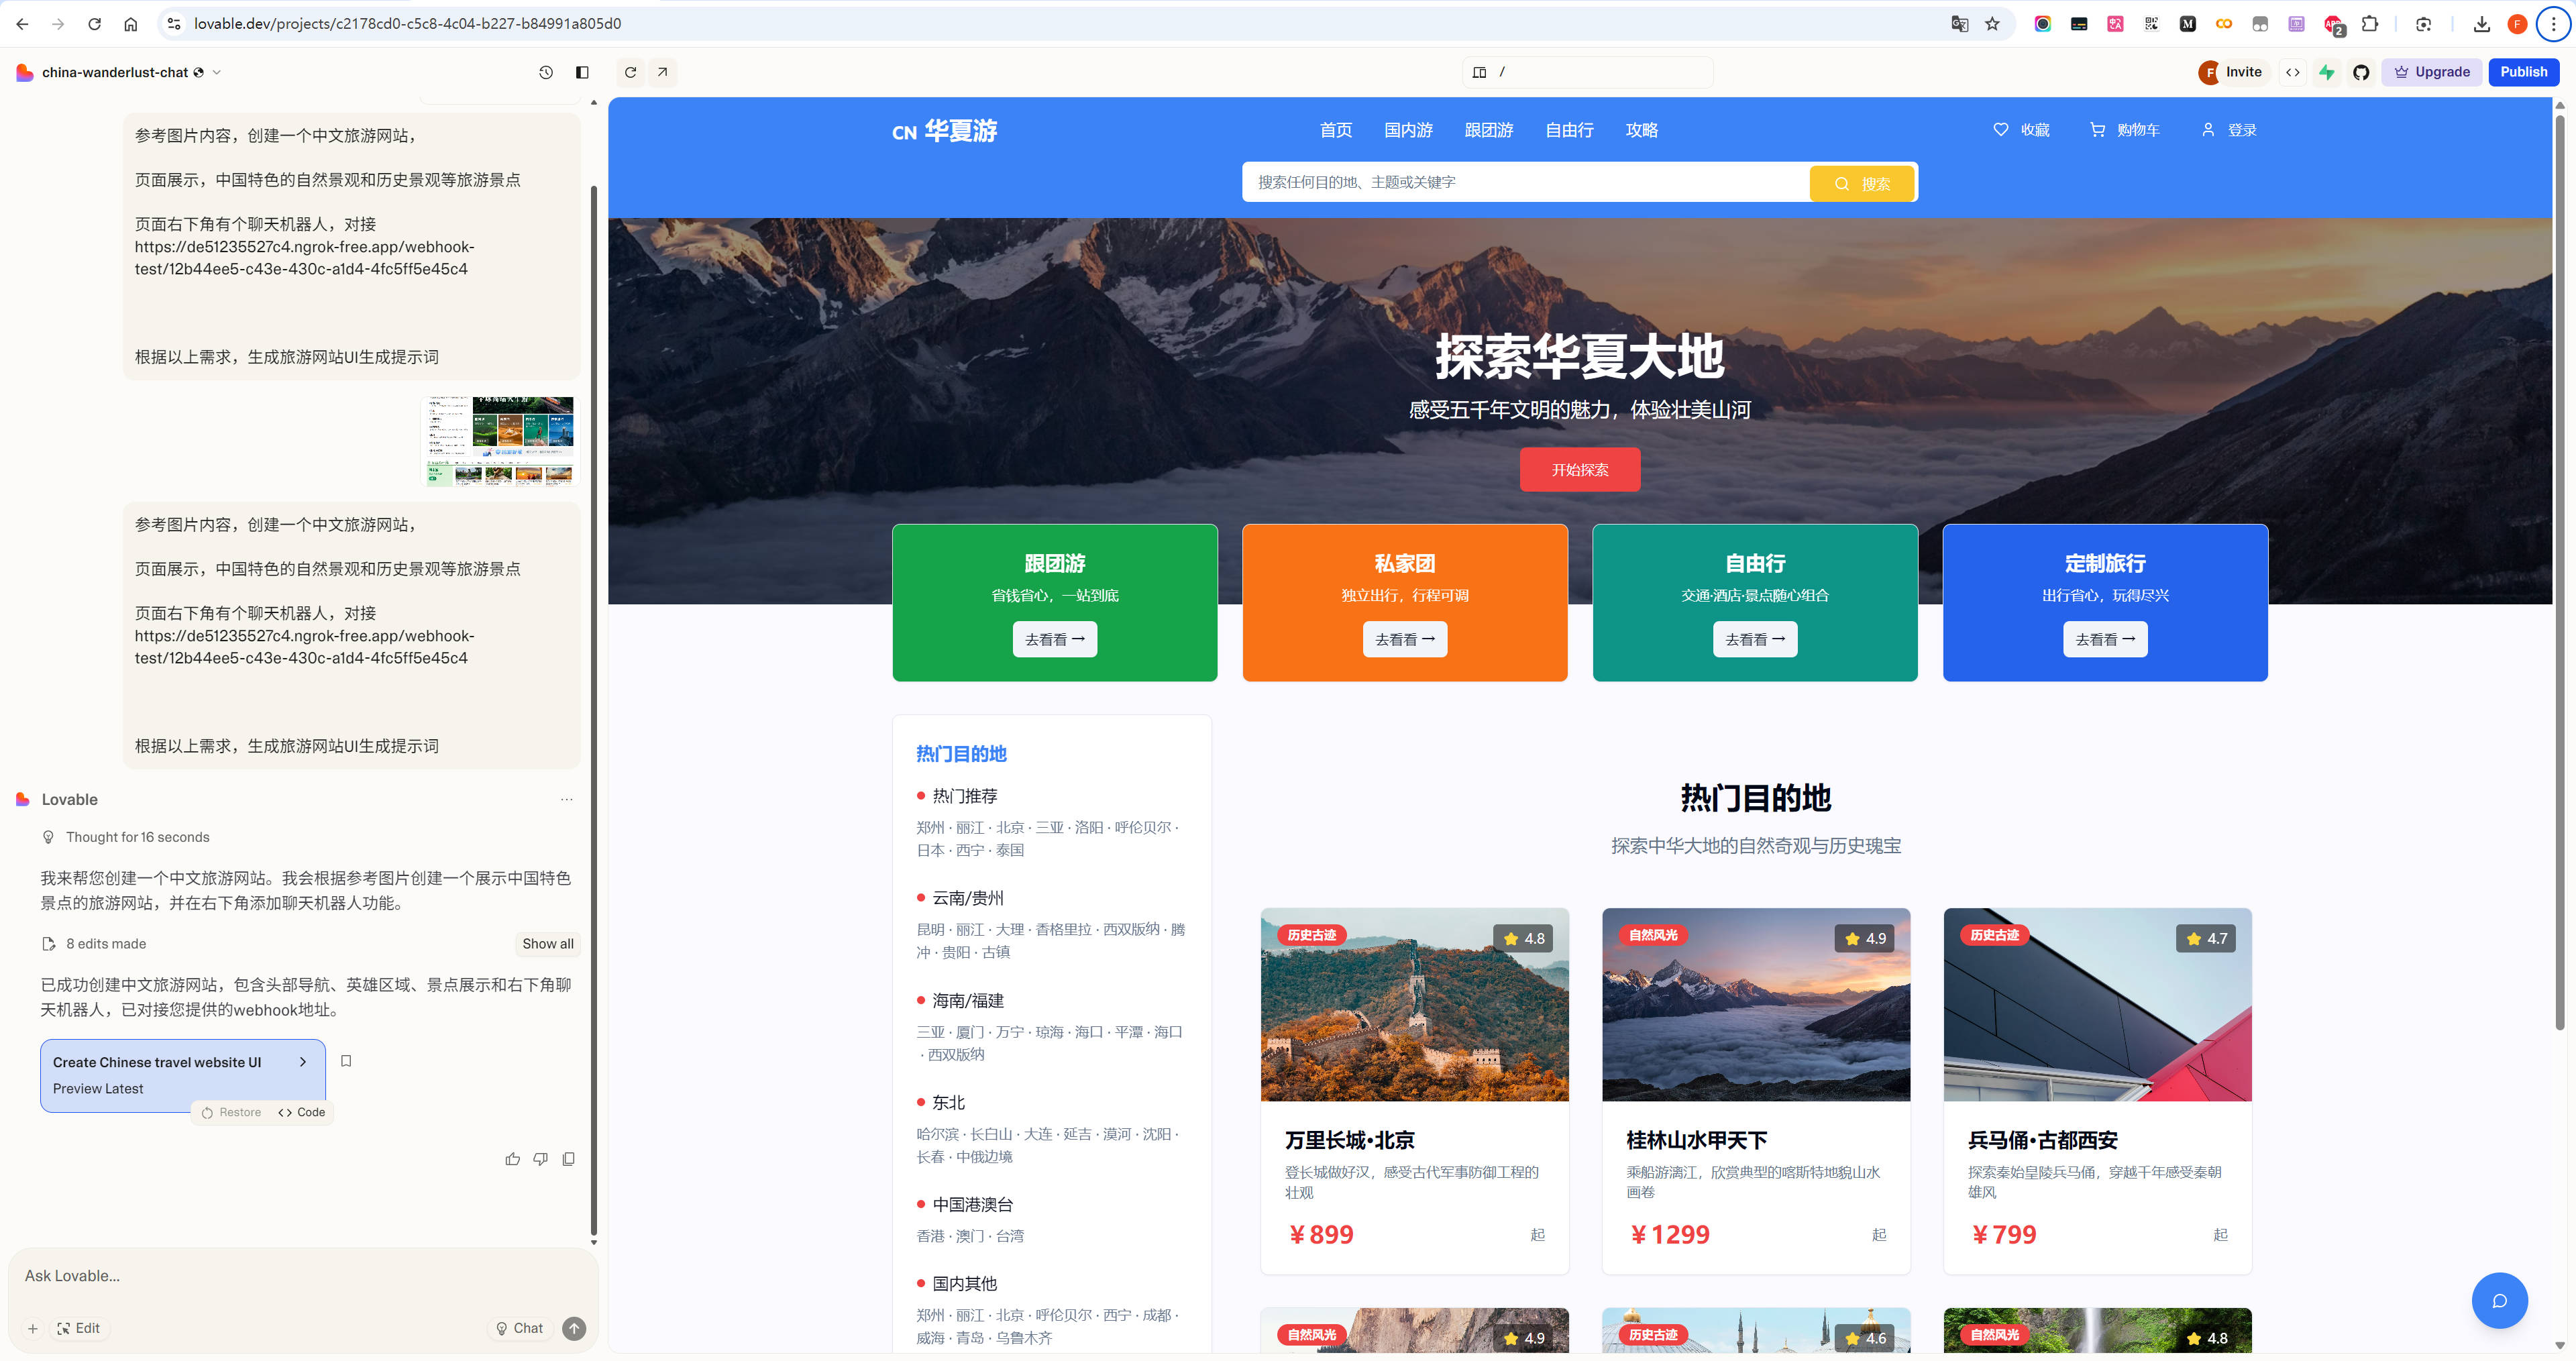 lovable.dev/projects/c2178cd0-c5c8-4c04-b227-b84991a805d0
2
F
china-wanderlust-chat
/
F
Invite
Upgrade
Publish
参考图片内容，创建一个中文旅游网站，
页面展示，中国特色的自然景观和历史景观等旅游景点
页面右下角有个聊天机器人，对接
https://de51235527c4.ngrok-free.app/webhook-
test/12b44ee5-c43e-430c-a1d4-4fc5ff5e45c4
根据以上需求，生成旅游网站UI生成提示词
参考图片内容，创建一个中文旅游网站，
页面展示，中国特色的自然景观和历史景观等旅游景点
页面右下角有个聊天机器人，对接
https://de51235527c4.ngrok-free.app/webhook-
test/12b44ee5-c43e-430c-a1d4-4fc5ff5e45c4
根据以上需求，生成旅游网站UI生成提示词
Lovable
Thought for 16 seconds
我来帮您创建一个中文旅游网站。我会根据参考图片创建一个展示中国特色
景点的旅游网站，并在右下角添加聊天机器人功能。
8 edits made
Show all
已成功创建中文旅游网站，包含头部导航、英雄区域、景点展示和右下角聊
天机器人，已对接您提供的webhook地址。
Create Chinese travel website UI
Preview Latest
Restore
Code
Ask Lovable...
Edit
Chat
CN 华夏游
首页 国内游 跟团游 自由行 攻略
收藏 购物车 登录
搜索任何目的地、主题或关键字
搜索
探索华夏大地
感受五千年文明的魅力，体验壮美山河
开始探索
跟团游
省钱省心，一站到底
去看看 →
私家团
独立出行，行程可调
去看看 →
自由行
交通·酒店·景点随心组合
去看看 →
定制旅行
出行省心，玩得尽兴
去看看 →
热门目的地
热门推荐
郑州 · 丽江 · 北京 · 三亚 · 洛阳 · 呼伦贝尔 ·
日本 · 西宁 · 泰国
云南/贵州
昆明 · 丽江 · 大理 · 香格里拉 · 西双版纳 · 腾
冲 · 贵阳 · 古镇
海南/福建
三亚 · 厦门 · 万宁 · 琼海 · 海口 · 平潭 · 海口
· 西双版纳
东北
哈尔滨 · 长白山 · 大连 · 延吉 · 漠河 · 沈阳 ·
长春 · 中俄边境
中国港澳台
香港 · 澳门 · 台湾
国内其他
郑州 · 丽江 · 北京 · 呼伦贝尔 · 西宁 · 成都 ·
威海 · 青岛 · 乌鲁木齐
热门目的地
探索中华大地的自然奇观与历史瑰宝
历史古迹
4.8
万里长城·北京
登长城做好汉，感受古代军事防御工程的
壮观
¥899
起
自然风光
4.9
桂林山水甲天下
乘船游漓江，欣赏典型的喀斯特地貌山水
画卷
¥1299
起
历史古迹
4.7
兵马俑·古都西安
探索秦始皇陵兵马俑，穿越千年感受秦朝
雄风
¥799
起
自然风光
4.9
历史古迹
4.6
自然风光
4.8